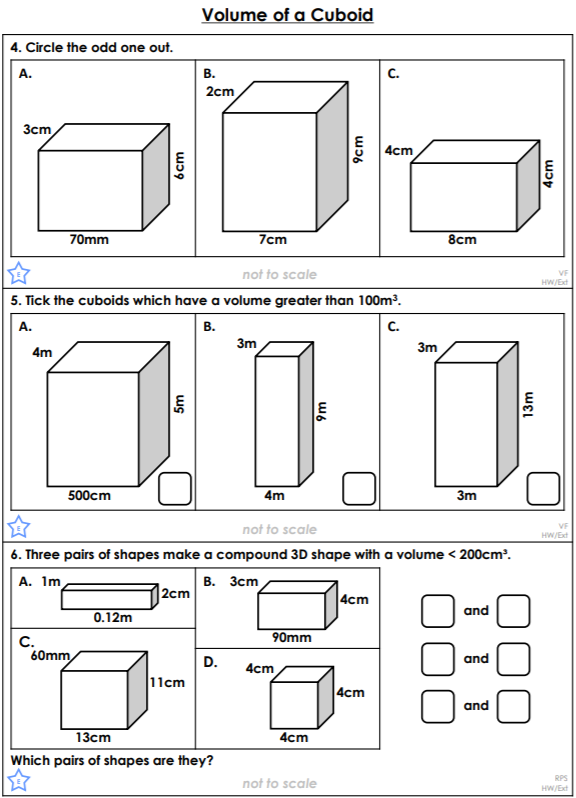 Volume of a Cuboid
4. Circle the odd one out.
A.
3cm
6cm
70mm
B.
2cm
9cm
7cm
C.
4cm
4cm
8cm
E
not to scale
VF
HW/Ext
5. Tick the cuboids which have a volume greater than 100m³.
A.
4m
5m
500cm
B.
3m
9m
4m
C.
3m
13m
3m
E
not to scale
VF
HW/Ext
6. Three pairs of shapes make a compound 3D shape with a volume < 200cm³.
A. 1m
2cm
0.12m
B. 3cm
4cm
90mm
C.
60mm
11cm
13cm
D.
4cm
4cm
4cm
and
and
and
Which pairs of shapes are they?
E
not to scale
RPS
HW/Ext